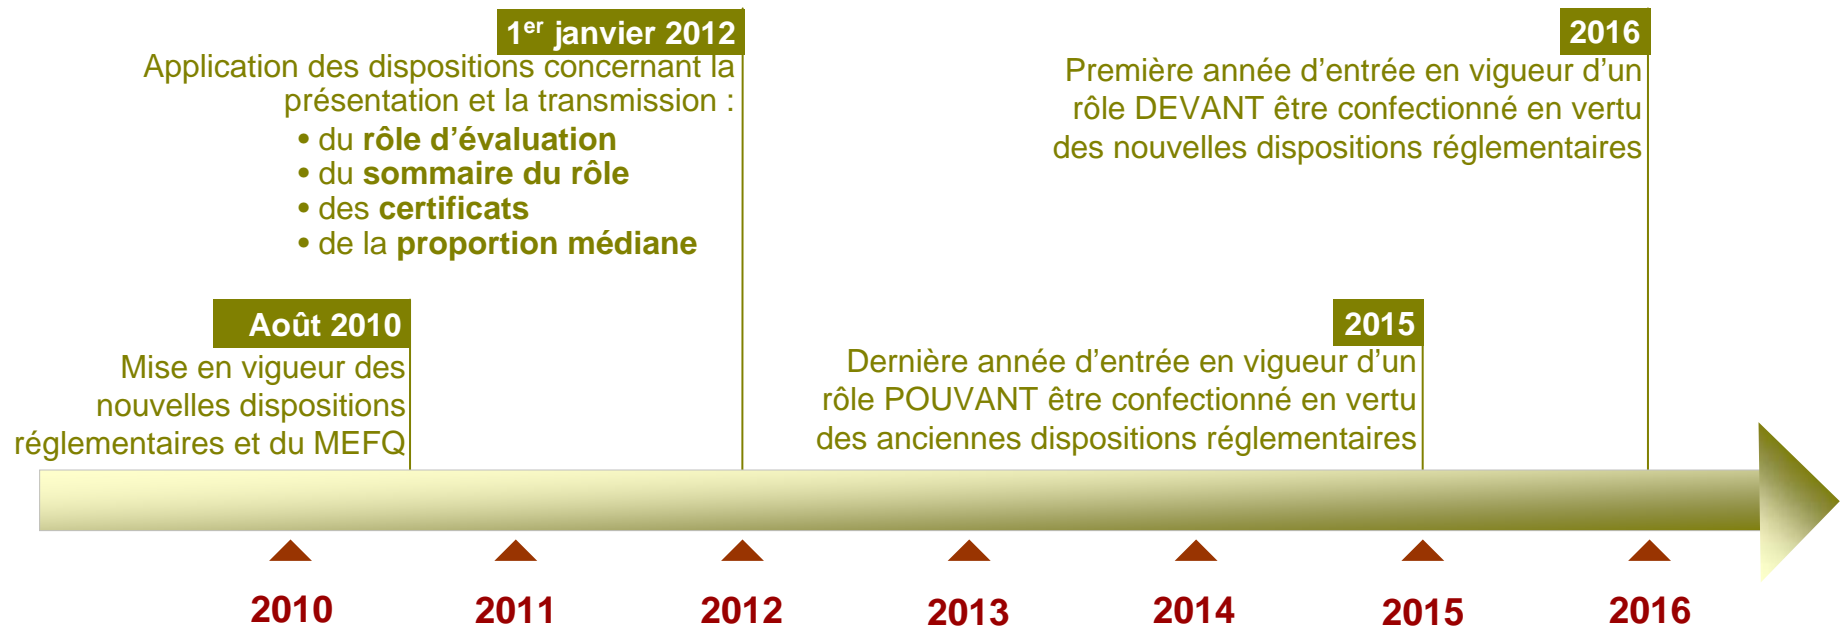 1er janvier 2012
Application des dispositions concernant la
présentation et la transmission :
• du rôle d’évaluation
• du sommaire du rôle
• des certificats
• de la proportion médiane
2016
Première année d’entrée en vigueur d’un
rôle DEVANT être confectionné en vertu
des nouvelles dispositions réglementaires
Août 2010
Mise en vigueur des
nouvelles dispositions
réglementaires et du MEFQ
2015
Dernière année d’entrée en vigueur d’un
rôle POUVANT être confectionné en vertu
des anciennes dispositions réglementaires
2010
2011
2012
2013
2014
2015
2016